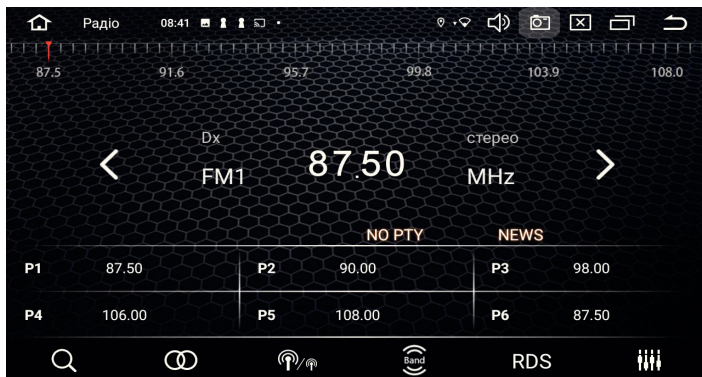 Радіо 08:41
87.5 91.6 95.7 99.8 103.9 108.0
Dx стерео
FM1 87.50 MHz
NO PTY NEWS
P1 87.50 P2 90.00 P3 98.00
P4 106.00 P5 108.00 P6 87.50
Band RDS